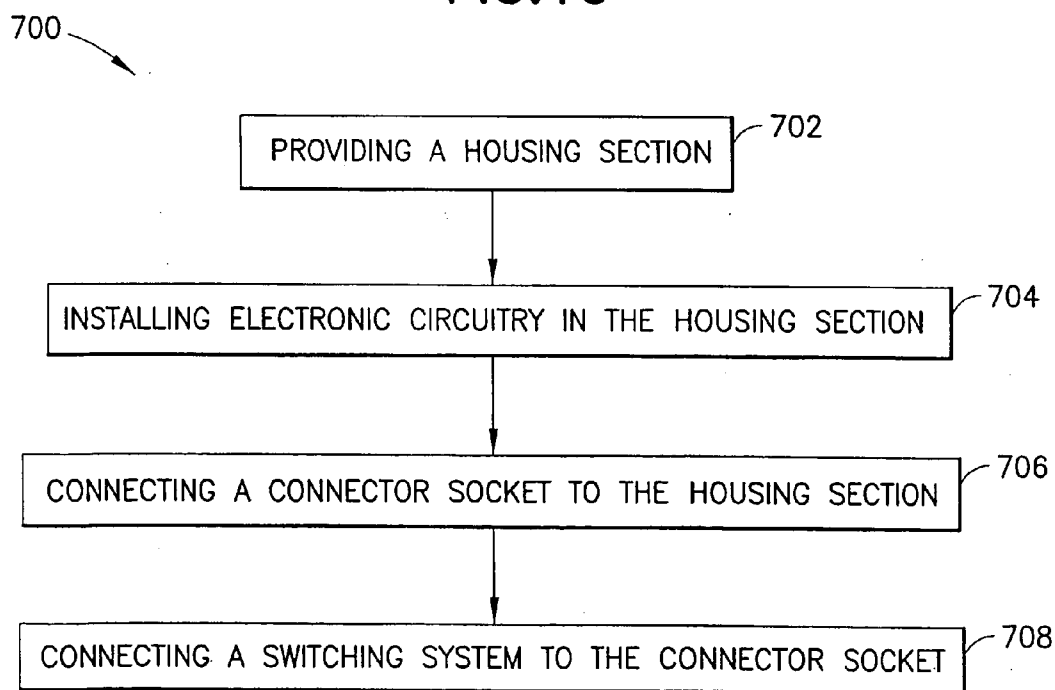 700
PROVIDING A HOUSING SECTION
702
INSTALLING ELECTRONIC CIRCUITRY IN THE HOUSING SECTION
704
CONNECTING A CONNECTOR SOCKET TO THE HOUSING SECTION
706
CONNECTING A SWITCHING SYSTEM TO THE CONNECTOR SOCKET
708